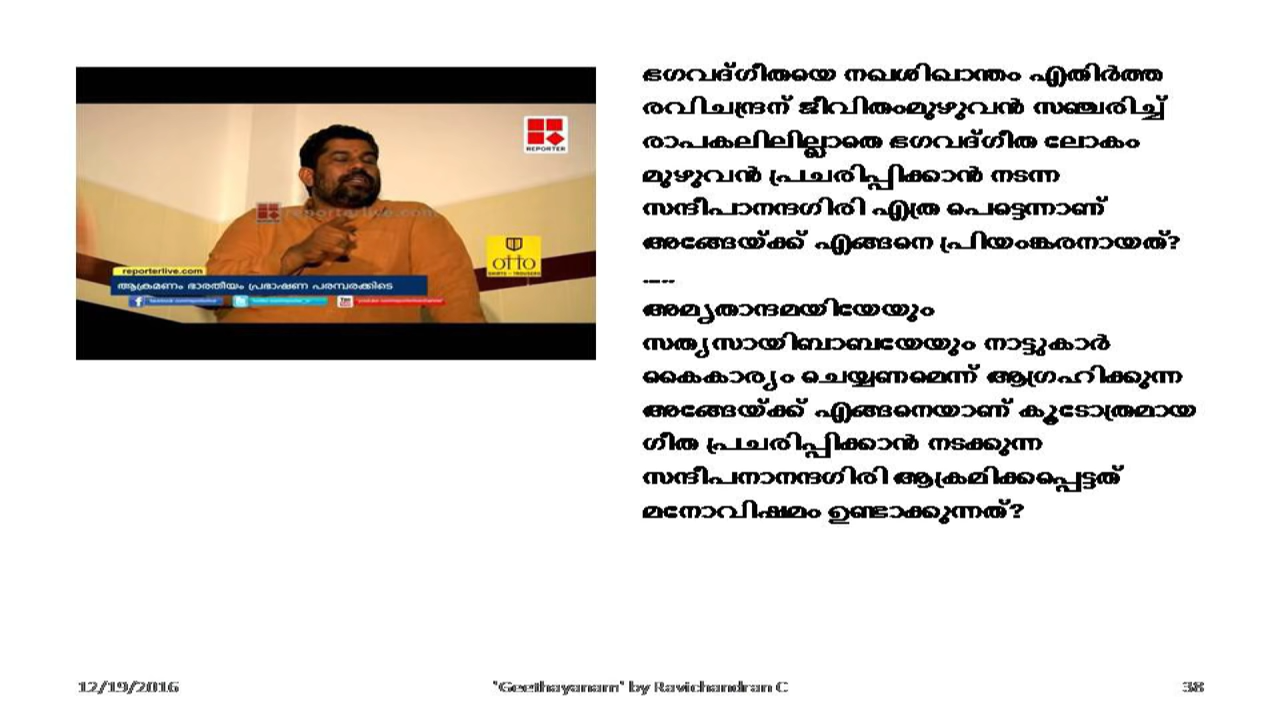 REPORTER
reporterlive.com
otto
reporterlive.com
ആക്രമണം ഭാരതീയം പ്രഭാഷണ പരമ്പരക്കിടെ
ഭഗവദ്ഗീതയെ നഖശിഖാന്തം എതിർത്ത
രവിചന്ദ്രന് ജീവിതംമുഴുവൻ സഞ്ചരിച്ച്
രാപകലിലില്ലാതെ ഭഗവദ്ഗീത ലോകം
മുഴുവൻ പ്രചരിപ്പിക്കാൻ നടന്ന
സന്ദീപാനന്ദഗിരി എത്ര പെട്ടെന്നാണ്
അങ്ങേയ്ക്ക് എങ്ങനെ പ്രിയംങ്കരനായത്?
.....
അമൃതാന്ദമയിയേയും
സത്യസായിബാബയേയും നാട്ടുകാർ
കൈകാര്യം ചെയ്യണമെന്ന് ആഗ്രഹിക്കുന്ന
അങ്ങേയ്ക്ക് എങ്ങനെയാണ് കൂടോത്രമായ
ഗീത പ്രചരിപ്പിക്കാൻ നടക്കുന്ന
സന്ദീപനാനന്ദഗിരി ആക്രമിക്കപ്പെട്ടത്
മനോവിഷമം ഉണ്ടാക്കുന്നത്?
12/19/2016
'Geethayanam' by Ravichandran C
38